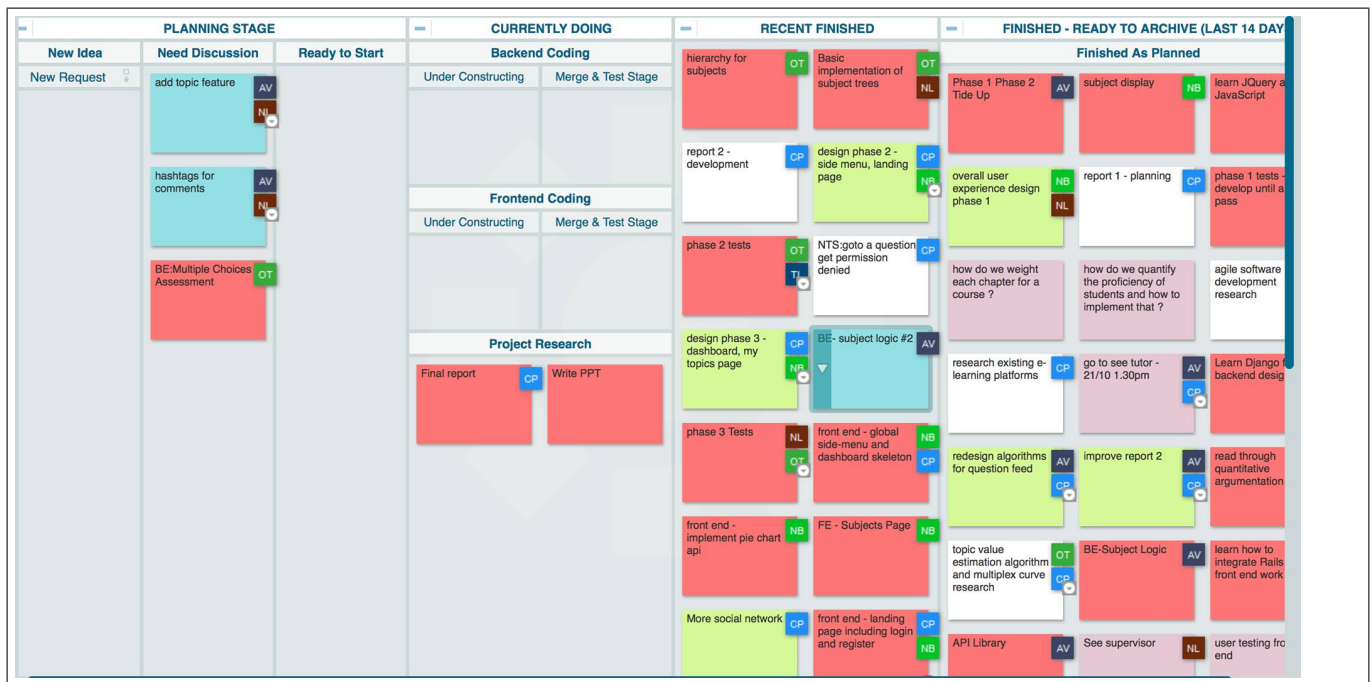 PLANNING STAGE
CURRENTLY DOING
RECENT FINISHED
FINISHED - READY TO ARCHIVE (LAST 14 DAY
New Idea
Need Discussion
Ready to Start
Backend Coding
Finished As Planned
New Request
Under Constructing
Merge & Test Stage
add topic feature
AV
NL
hashtags for
comments
AV
NL
BE:Multiple Choices
Assessment
OT
Frontend Coding
Under Constructing
Merge & Test Stage
Project Research
Final report
CP
Write PPT
hierarchy for
subjects
OT
Basic
implementation of
subject trees
OT
NL
report 2 -
development
CP
design phase 2 -
side menu, landing
page
CP
NB
phase 2 tests
OT
NTS:goto a question
get permission
denied
CP
design phase 3 -
dashboard, my
topics page
CP
NB
BE- subject logic #2
AV
phase 3 Tests
NL
OT
front end - global
side-menu and
dashboard skeleton
NB
CP
front end -
implement pie chart
api
NB
FE - Subjects Page
NB
More social network
CP
front end - landing
page including login
and register
CP
NB
Phase 1 Phase 2
Tide Up
AV
subject display
NB
learn JQuery a
JavaScript
overall user
experience design
phase 1
NB
NL
report 1 - planning
CP
phase 1 tests -
develop until a
pass
how do we weight
each chapter for a
course ?
how do we quantify
the proficiency of
students and how to
implement that ?
agile software
development
research
research existing e-
learning platforms
CP
go to see tutor -
21/10 1.30pm
AV
CP
Learn Django f
backend desig
redesign algorithms
for question feed
AV
CP
improve report 2
AV
CP
read through
quantitative
argumentation
topic value
estimation algorithm
and multiplex curve
research
OT
CP
BE-Subject Logic
AV
learn how to
integrate Rails
front end work
API Library
AV
See supervisor
NL
user testing fro
end